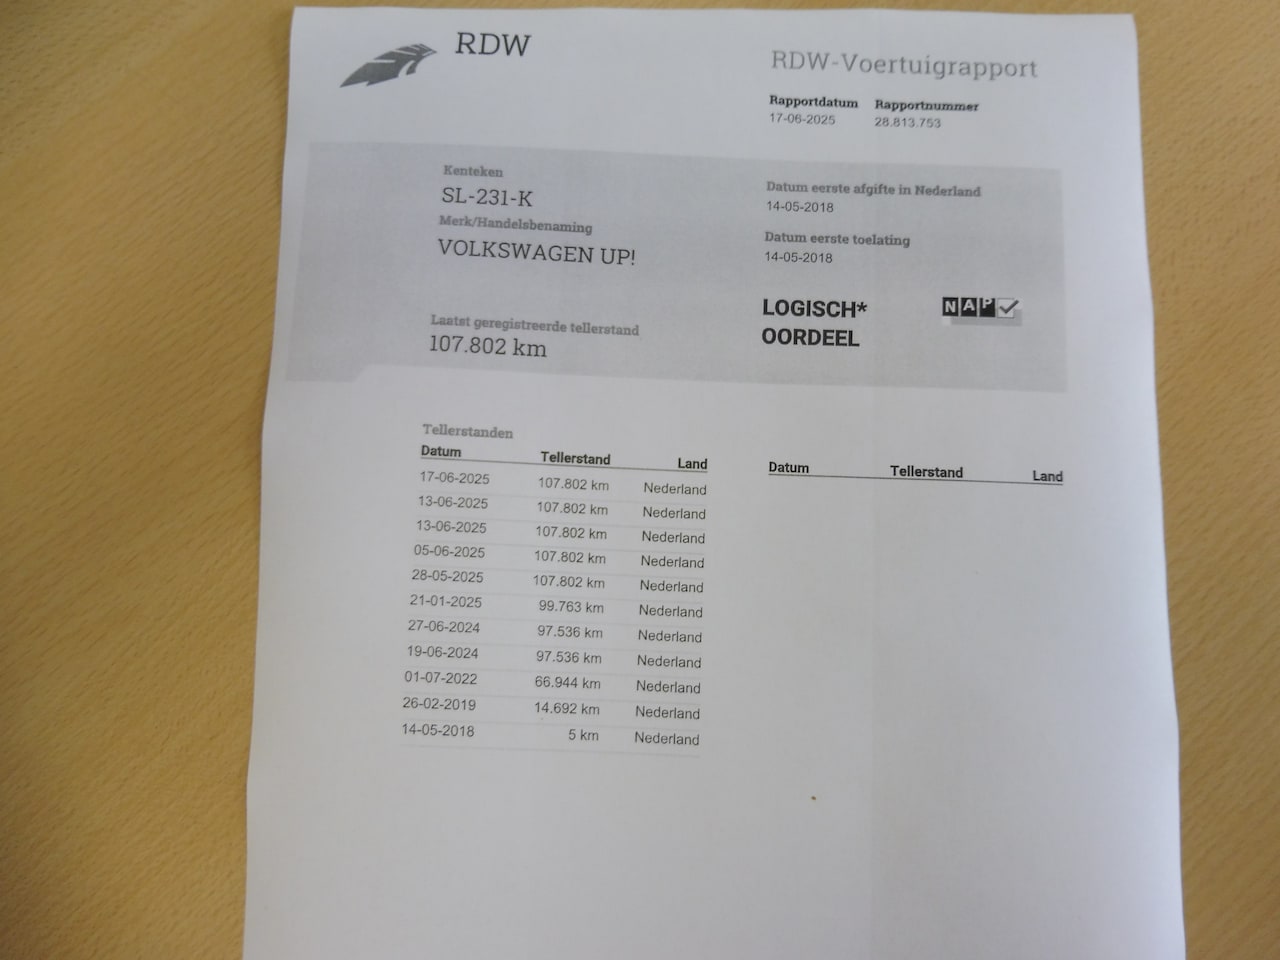 RDW
RDW-Voertuigrapport
Rapportdatum Rapportnummer
17-06-2025 28.813.753
Kenteken
SL-231-K
Merk/Handelsbenaming
VOLKSWAGEN UP!
Laatst geregistreerde tellerstand
107.802 km
Datum eerste afgifte in Nederland
14-05-2018
Datum eerste toelating
14-05-2018
LOGISCH*
OORDEEL
NAP
Tellerstanden
Datum Tellerstand Land
17-06-2025 107.802 km Nederland
13-06-2025 107.802 km Nederland
13-06-2025 107.802 km Nederland
05-06-2025 107.802 km Nederland
28-05-2025 107.802 km Nederland
21-01-2025 99.763 km Nederland
27-06-2024 97.536 km Nederland
19-06-2024 97.536 km Nederland
01-07-2022 66.944 km Nederland
26-02-2019 14.692 km Nederland
14-05-2018 5 km Nederland
Datum Tellerstand Land